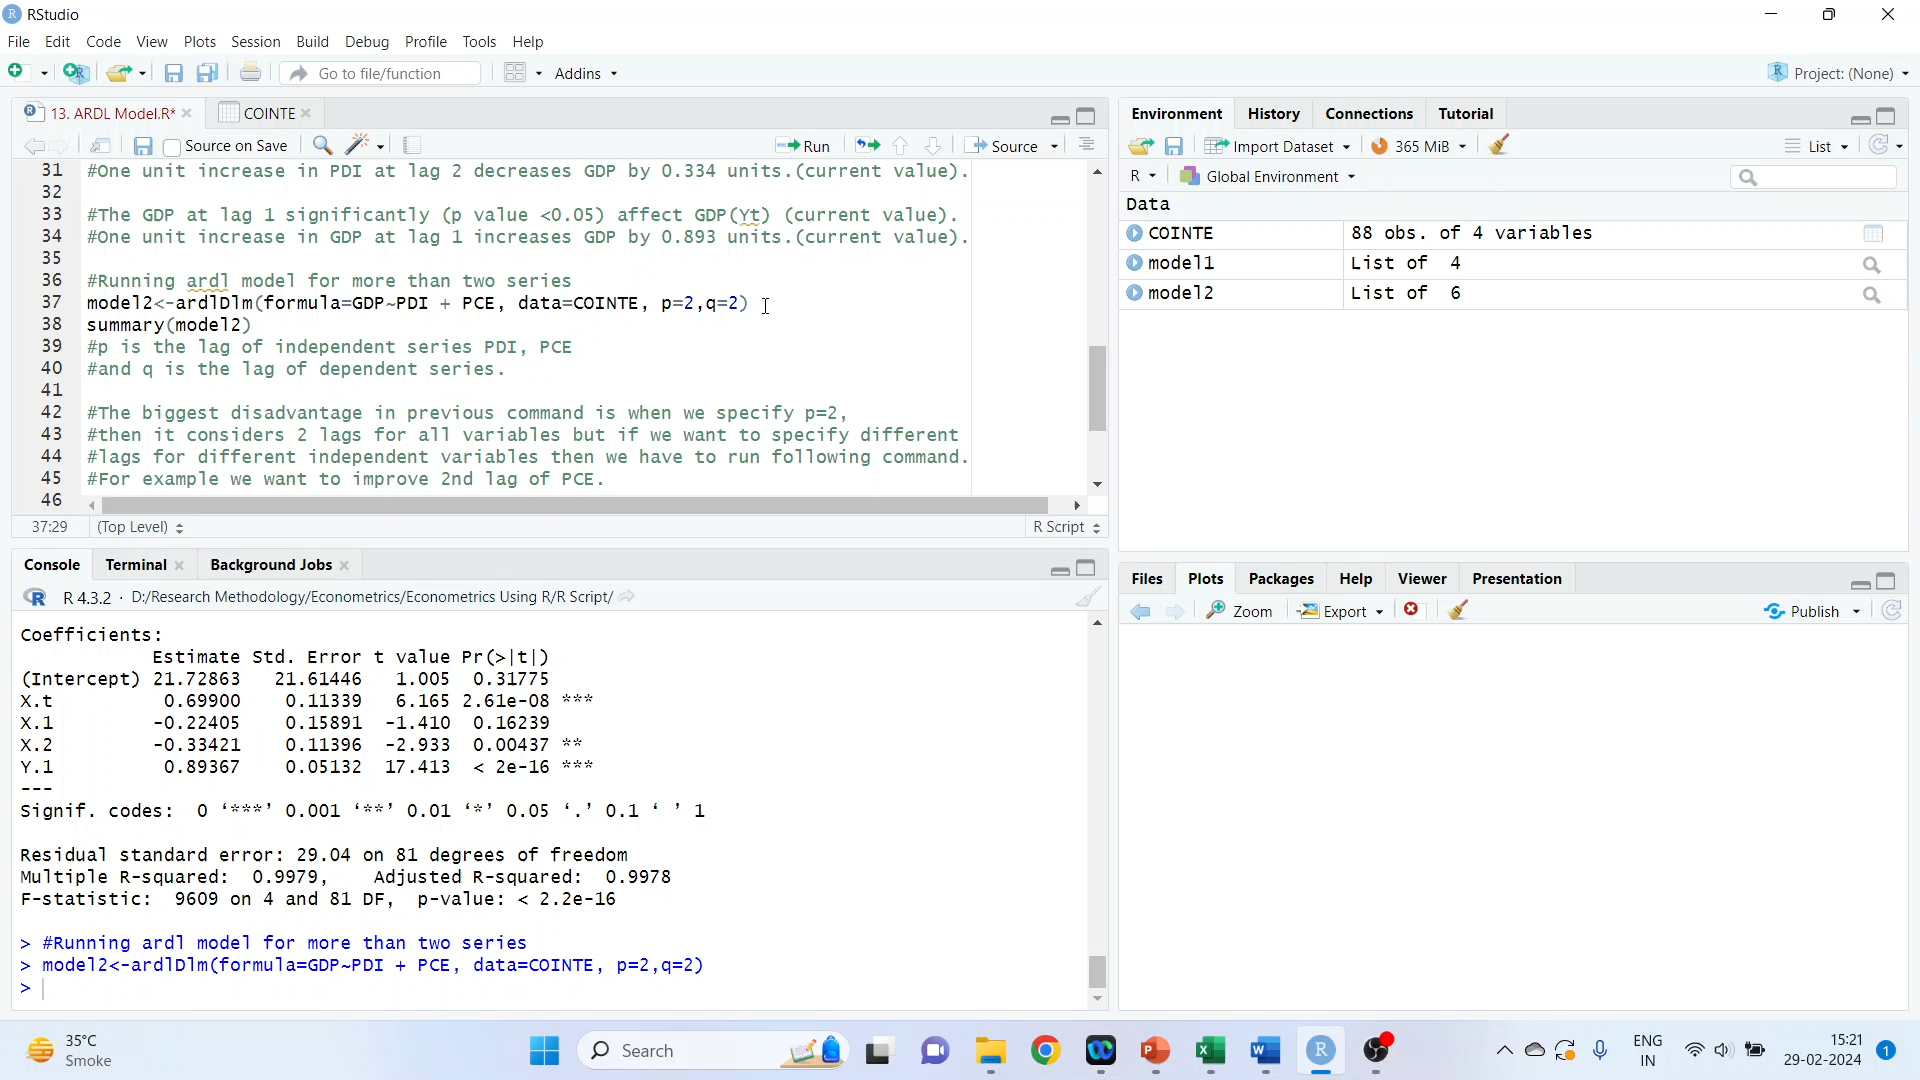 RStudio
File Edit Code View Plots Session Build Debug Profile Tools Help
Go to file/function Addins Project: (None)
13. ARDL Model.R* COINTE
Source on Save Run Source
31 #One unit increase in PDI at lag 2 decreases GDP by 0.334 units.(current value).
32
33 #The GDP at lag 1 significantly (p value <0.05) affect GDP(Yt) (current value).
34 #One unit increase in GDP at lag 1 increases GDP by 0.893 units.(current value).
35
36 #Running ardl model for more than two series
37 model2<-ardlDlm(formula=GDP~PDI + PCE, data=COINTE, p=2,q=2)
38 summary(model2)
39 #p is the lag of independent series PDI, PCE
40 #and q is the lag of dependent series.
41
42 #The biggest disadvantage in previous command is when we specify p=2,
43 #then it considers 2 lags for all variables but if we want to specify different
44 #lags for different independent variables then we have to run following command.
45 #For example we want to improve 2nd lag of PCE.
46
37:29 (Top Level) R Script
Console Terminal Background Jobs
R 4.3.2 · D:/Research Methodology/Econometrics/Econometrics Using R/R Script/
Coefficients:
Estimate Std. Error t value Pr(>|t|)
(Intercept) 21.72863 21.61446 1.005 0.31775
X.t 0.69900 0.11339 6.165 2.61e-08 ***
X.1 -0.22405 0.15891 -1.410 0.16239
X.2 -0.33421 0.11396 -2.933 0.00437 **
Y.1 0.89367 0.05132 17.413 < 2e-16 ***
---
Signif. codes: 0 ‘***’ 0.001 ‘**’ 0.01 ‘*’ 0.05 ‘.’ 0.1 ‘ ’ 1
Residual standard error: 29.04 on 81 degrees of freedom
Multiple R-squared: 0.9979, Adjusted R-squared: 0.9978
F-statistic: 9609 on 4 and 81 DF, p-value: < 2.2e-16
> #Running ardl model for more than two series
> model2<-ardlDlm(formula=GDP~PDI + PCE, data=COINTE, p=2,q=2)
>
Environment History Connections Tutorial
Import Dataset 365 MiB List
R Global Environment
Data
COINTE 88 obs. of 4 variables
model1 List of 4
model2 List of 6
Files Plots Packages Help Viewer Presentation
Zoom Export Publish
35°C
Smoke
Search
ENG
IN
15:21
29-02-2024
1